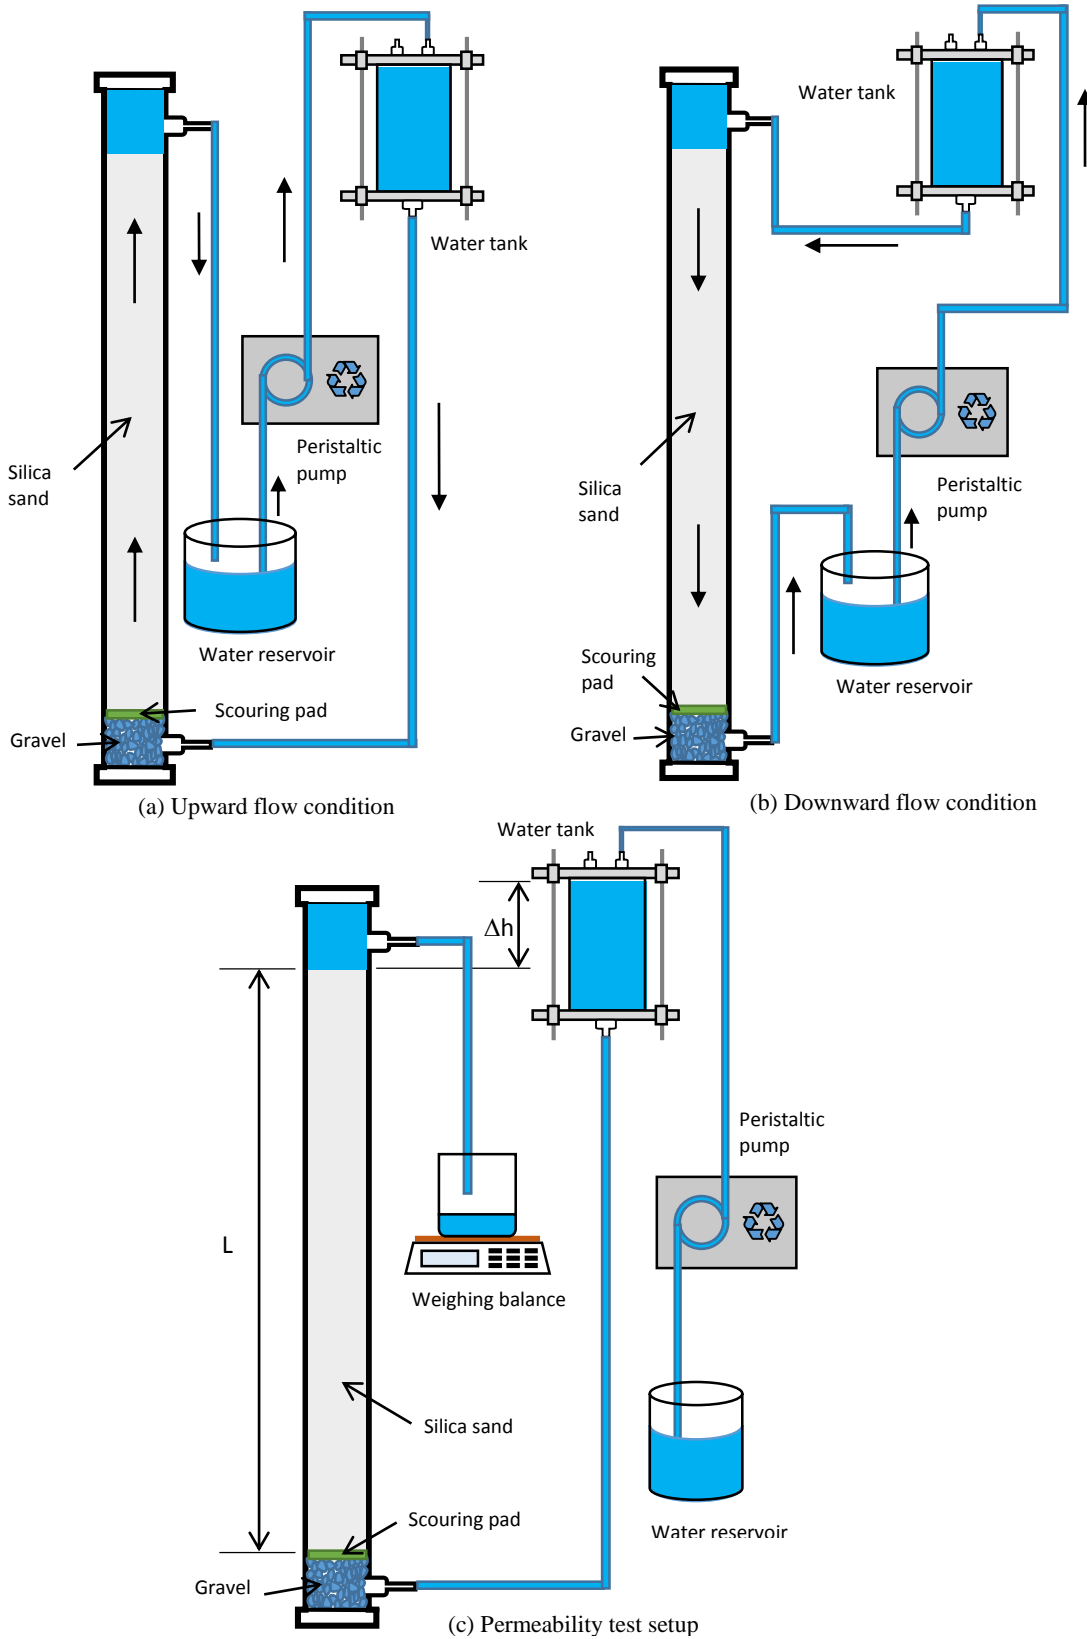 Water tank
Silica
sand
Peristaltic
pump
Water reservoir
Scouring pad
Gravel
(a) Upward flow condition
Water tank
Silica
sand
Peristaltic
pump
Scouring
pad
Water reservoir
Gravel
(b) Downward flow condition
Water tank
Δh
Peristaltic
pump
L
Weighing balance
Silica sand
Scouring pad
Water reservoir
Gravel
(c) Permeability test setup